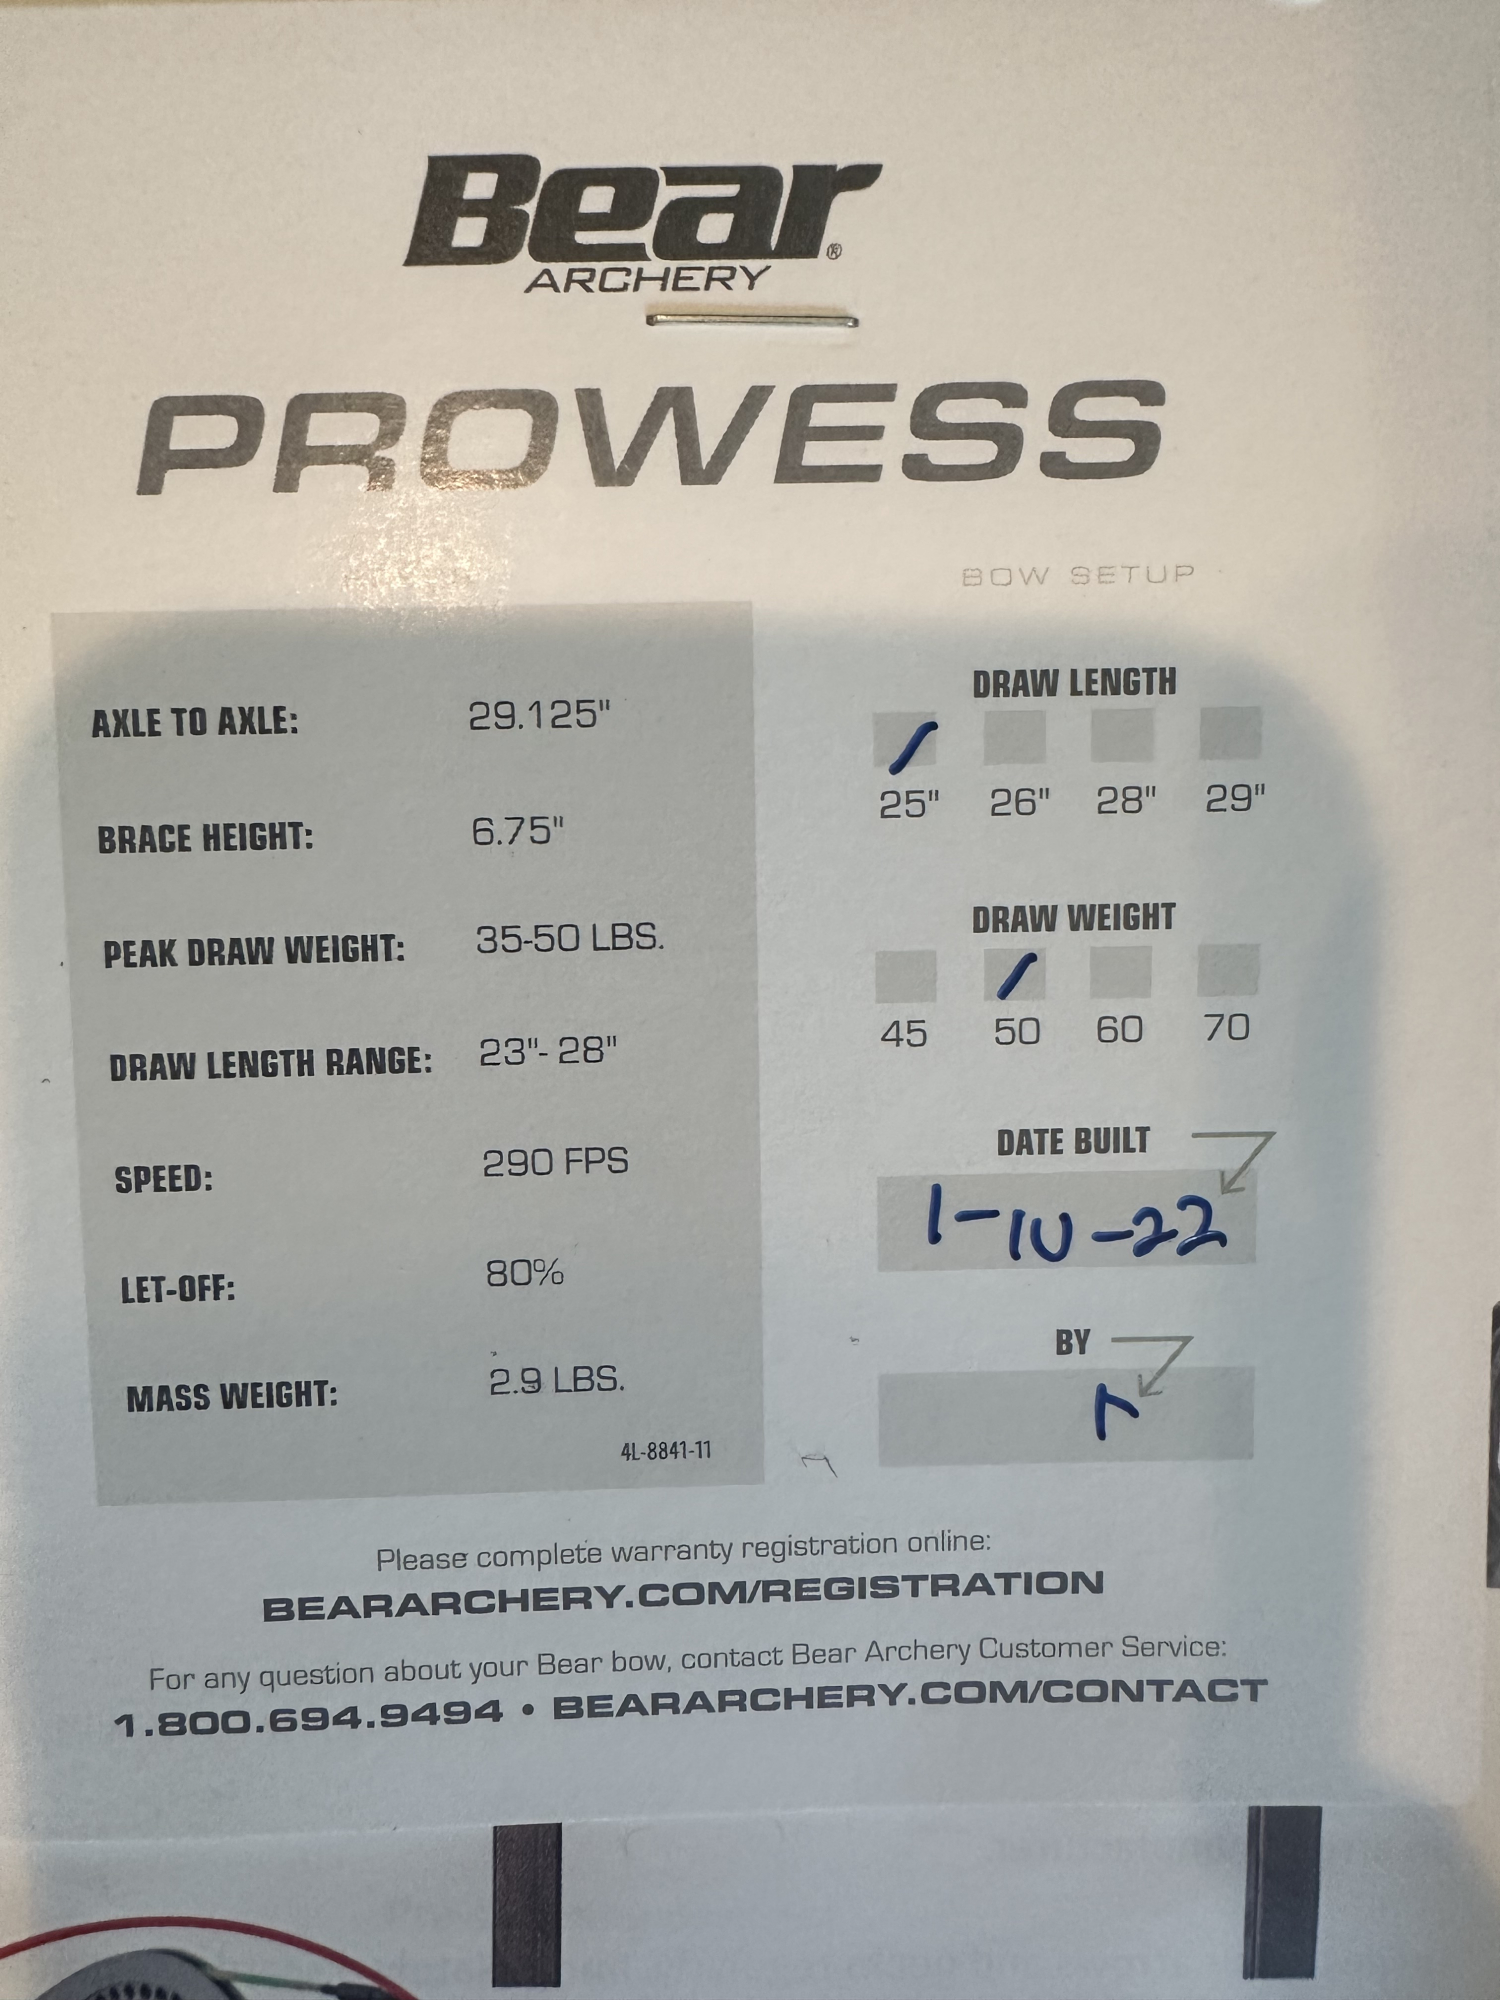 Bear®
ARCHERY
PROWESS
BOW SETUP
AXLE TO AXLE: 29.125"
BRACE HEIGHT: 6.75"
PEAK DRAW WEIGHT: 35-50 LBS.
DRAW LENGTH RANGE: 23"- 28"
SPEED: 290 FPS
LET-OFF: 80%
MASS WEIGHT: 2.9 LBS.
4L-8841-11
DRAW LENGTH
25" 26" 28" 29"
DRAW WEIGHT
45 50 60 70
DATE BUILT
1-10-22
BY
Please complete warranty registration online:
BEARARCHERY.COM/REGISTRATION
For any question about your Bear bow, contact Bear Archery Customer Service:
1.800.694.9494 • BEARARCHERY.COM/CONTACT